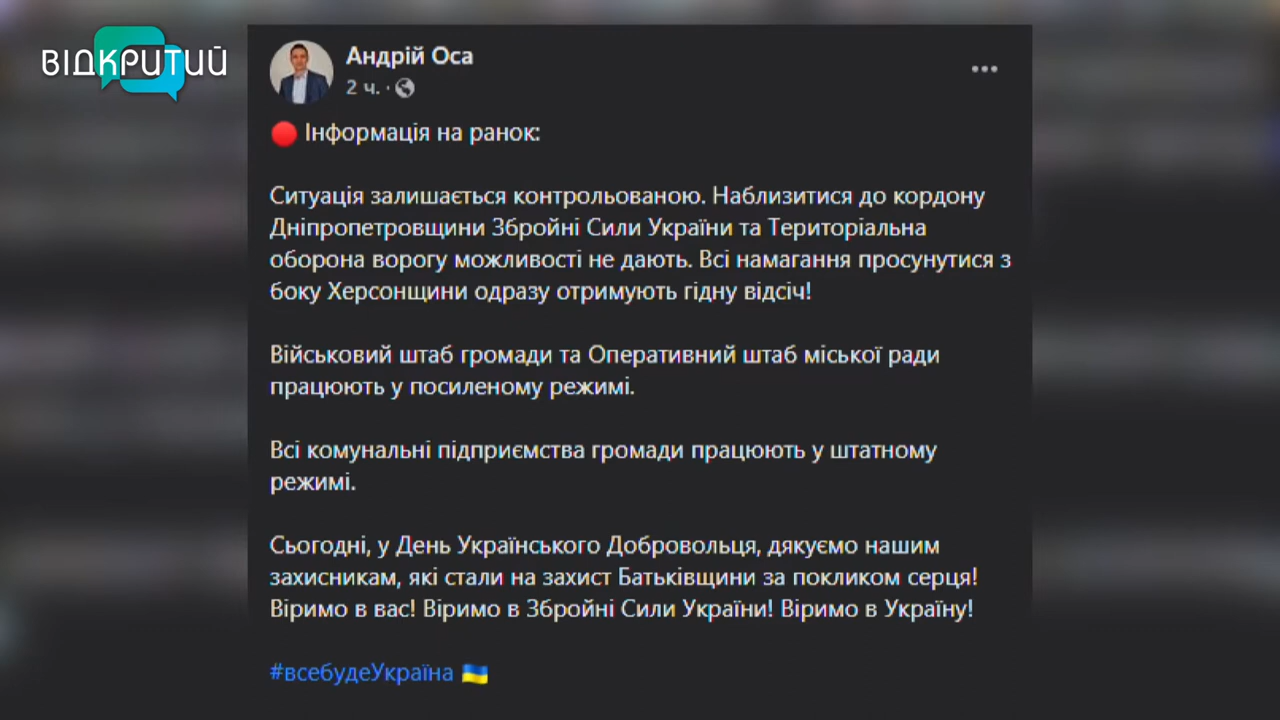 ВІДКРИТИЙ
Андрій Оса
2 ч. ·
Інформація на ранок:
Ситуація залишається контрольованою. Наблизитися до кордону
Дніпропетровщини Збройні Сили України та Територіальна
оборона ворогу можливості не дають. Всі намагання просунутися з
боку Херсонщини одразу отримують гідну відсіч!
Військовий штаб громади та Оперативний штаб міської ради
працюють у посиленому режимі.
Всі комунальні підприємства громади працюють у штатному
режимі.
Сьогодні, у День Українського Добровольця, дякуємо нашим
захисникам, які стали на захист Батьківщини за покликом серця!
Віримо в вас! Віримо в Збройні Сили України! Віримо в Україну!
#всебудеУкраїна 🇺🇦